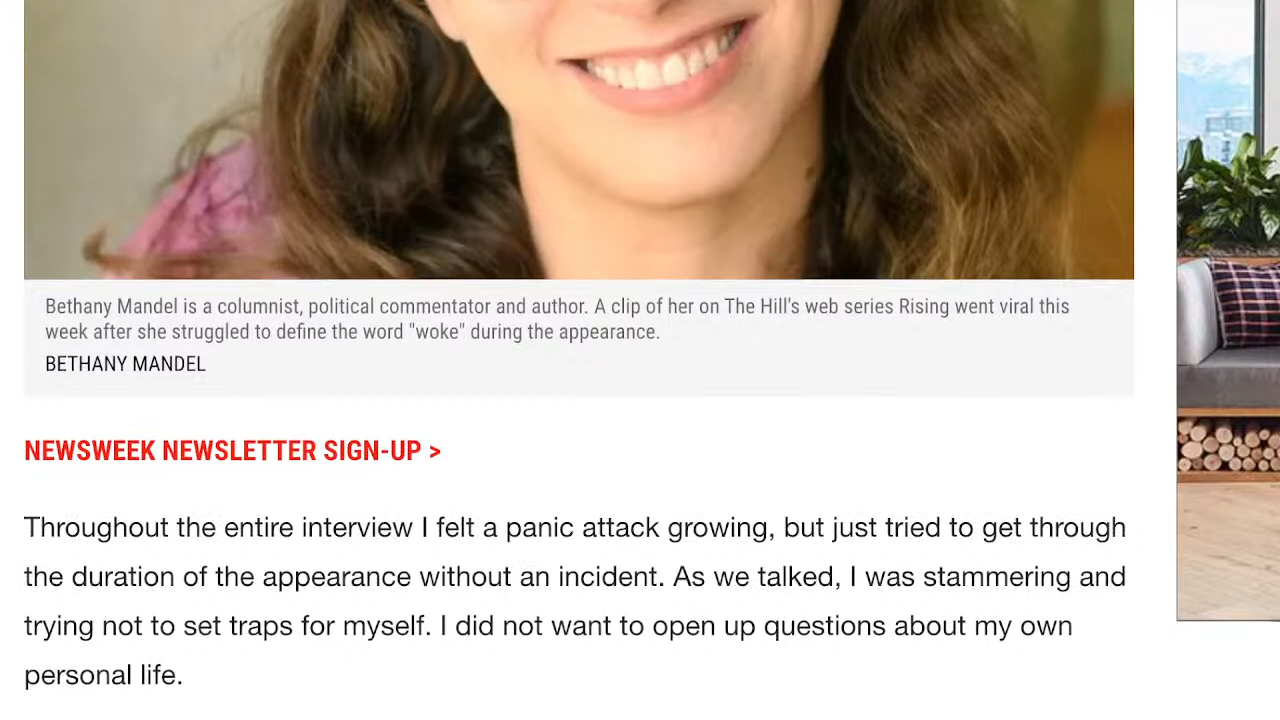 Bethany Mandel is a columnist, political commentator and author. A clip of her on The Hill's web series Rising went viral this
week after she struggled to define the word "woke" during the appearance.
BETHANY MANDEL
NEWSWEEK NEWSLETTER SIGN-UP >
Throughout the entire interview I felt a panic attack growing, but just tried to get through
the duration of the appearance without an incident. As we talked, I was stammering and
trying not to set traps for myself. I did not want to open up questions about my own
personal life.